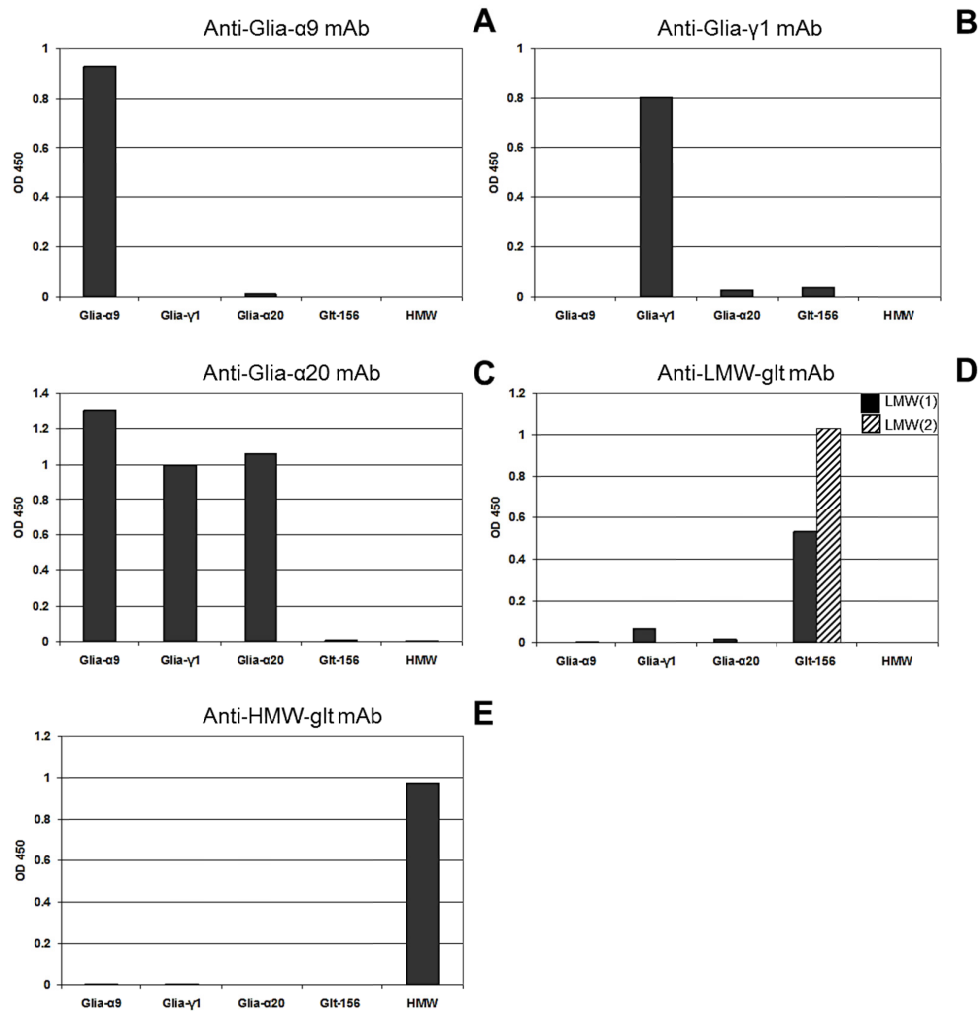 Anti-Glia-α9 mAb
A
1
0.8
0.6
0.4
0.2
0
OD 450
Glia-α9 Glia-γ1 Glia-α20 Glt-156 HMW
Anti-Glia-γ1 mAb
B
1
0.8
0.6
0.4
0.2
0
OD 450
Glia-α9 Glia-γ1 Glia-α20 Glt-156 HMW
Anti-Glia-α20 mAb
C
1.4
1.2
1
0.8
0.6
0.4
0.2
0
OD 450
Glia-α9 Glia-γ1 Glia-α20 Glt-156 HMW
Anti-LMW-glt mAb
D
LMW(1)
LMW(2)
1.2
1
0.8
0.6
0.4
0.2
0
OD 450
Glia-α9 Glia-γ1 Glia-α20 Glt-156 HMW
Anti-HMW-glt mAb
E
1.2
1
0.8
0.6
0.4
0.2
0
OD 450
Glia-α9 Glia-γ1 Glia-α20 Glt-156 HMW